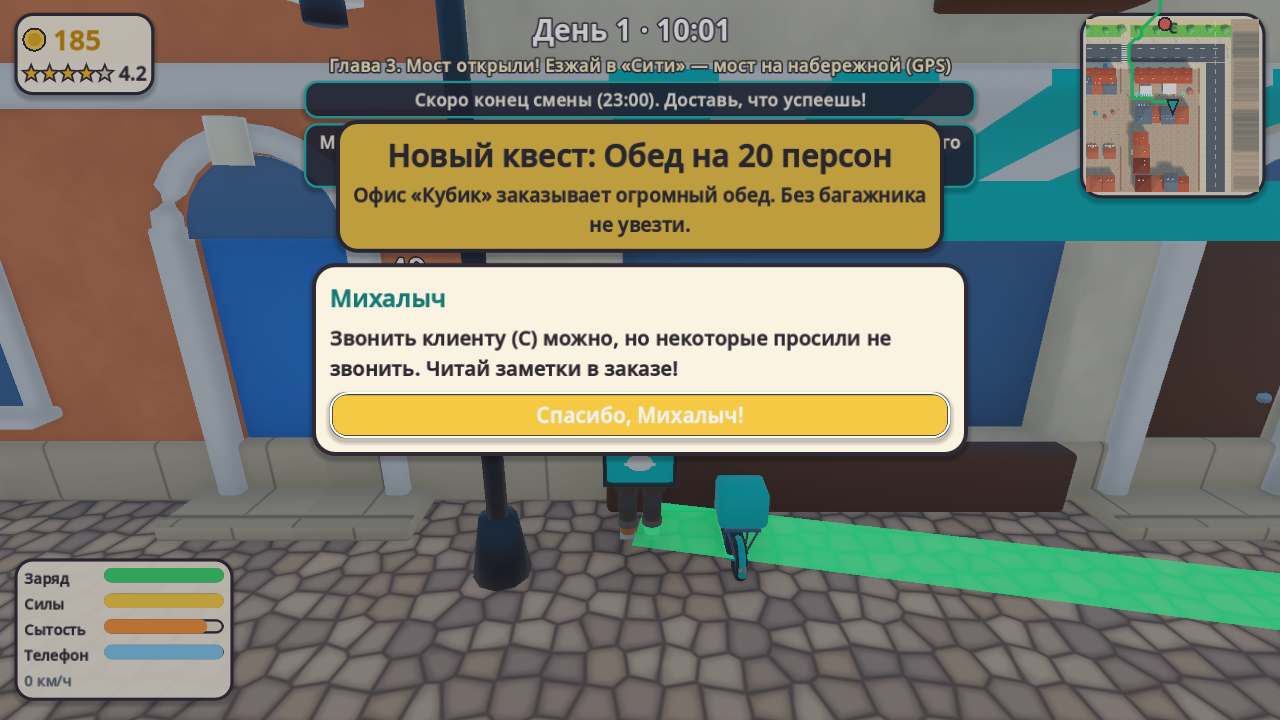 185
4.2
День 1 · 10:01
Глава 3. Мост открыли! Езжай в «Сити» — мост на набережной (GPS)
Скоро конец смены (23:00). Доставь, что успеешь!
Новый квест: Обед на 20 персон
Офис «Кубик» заказывает огромный обед. Без багажника
не увезти.
Михалыч
Звонить клиенту (C) можно, но некоторые просили не
звонить. Читай заметки в заказе!
Спасибо, Михалыч!
Заряд
Силы
Сытость
Телефон
0 км/ч